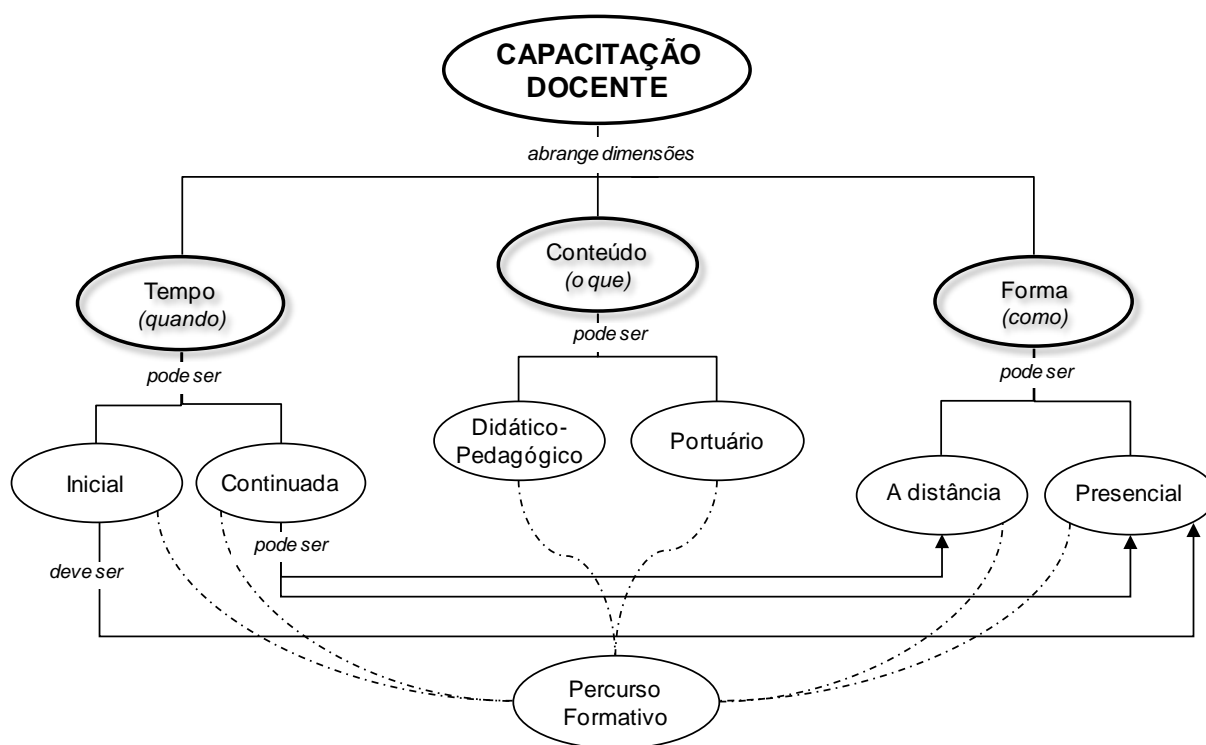 CAPACITAÇÃO
DOCENTE
abrange dimensões
Tempo
(quando)
Conteúdo
(o que)
Forma
(como)
pode ser
pode ser
pode ser
Inicial
Continuada
Didático-
Pedagógico
Portuário
A distância
Presencial
deve ser
pode ser
Percurso
Formativo